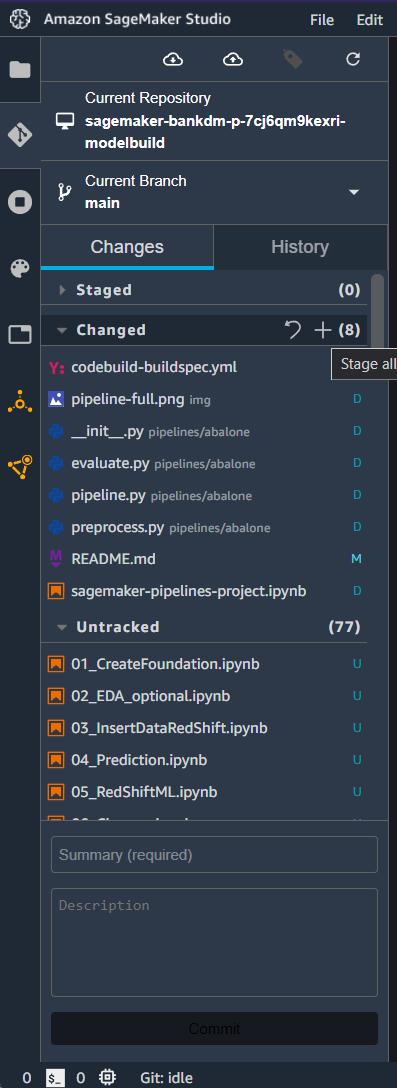 Amazon SageMaker Studio File Edit
Current Repository
sagemaker-bankdm-p-7cj6qm9kexri-
modelbuild
Current Branch
main
Changes History
Staged (0)
Changed (8)
Stage all
Y: codebuild-buildspec.yml
pipeline-full.png img D
__init__.py pipelines/abalone D
evaluate.py pipelines/abalone D
pipeline.py pipelines/abalone D
preprocess.py pipelines/abalone D
M README.md M
sagemaker-pipelines-project.ipynb D
Untracked (77)
01_CreateFoundation.ipynb U
02_EDA_optional.ipynb U
03_InsertDataRedShift.ipynb U
04_Prediction.ipynb U
05_RedShiftML.ipynb U
Summary (required)
Description
Commit
0 $_ 0 Git: idle